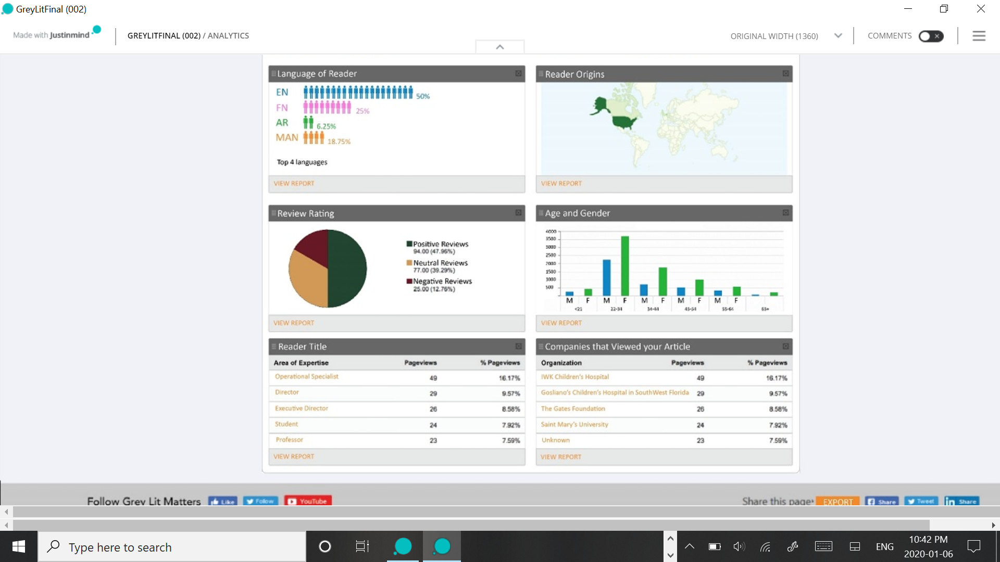 GreyLitFinal (002)
Made with Justinmind
GREYLITFINAL (002) / ANALYTICS
ORIGINAL WIDTH (1360)
COMMENTS
Language of Reader
EN 50%
FN 25%
AR 6.25%
MAN 18.75%
Top 4 languages
VIEW REPORT
Reader Origins
VIEW REPORT
Review Rating
Positive Reviews
94.00 (47.96%)
Neutral Reviews
77.00 (39.29%)
Negative Reviews
25.00 (12.76%)
VIEW REPORT
Age and Gender
4000
3500
3000
2500
2000
1500
1000
500
M F M F M F M F M F
<21 22-34 34-44 45-54 55-64 65+
VIEW REPORT
Reader Title
Area of Expertise Pageviews % Pageviews
Operational Specialist 49 16.17%
Director 29 9.57%
Executive Director 26 8.58%
Student 24 7.92%
Professor 23 7.59%
VIEW REPORT
Companies that Viewed your Article
Organization Pageviews % Pageviews
IWK Children's Hospital 49 16.17%
Gosliano's Children's Hospital in SouthWest Florida 29 9.57%
The Gates Foundation 26 8.58%
Saint Mary's University 24 7.92%
Unknown 23 7.59%
VIEW REPORT
Follow Grey Lit Matters Like Follow YouTube
Share this page: EXPORT Share Tweet in Share
Type here to search
ENG
10:42 PM
2020-01-06